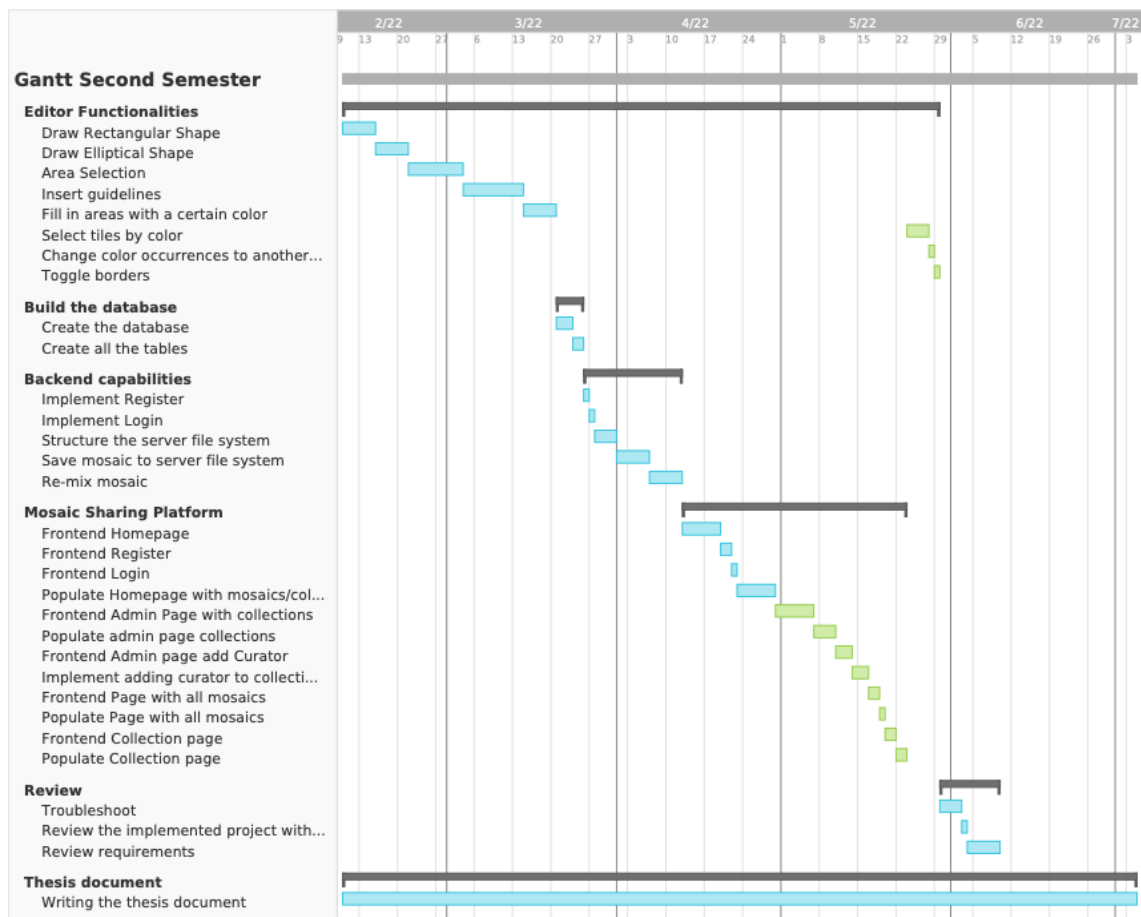 2/22 3/22 4/22 5/22 6/22 7/22
9 13 20 27 6 13 20 27 3 10 17 24 1 8 15 22 29 5 12 19 26 3
Gantt Second Semester
Editor Functionalities
Draw Rectangular Shape
Draw Elliptical Shape
Area Selection
Insert guidelines
Fill in areas with a certain color
Select tiles by color
Change color occurrences to another...
Toggle borders
Build the database
Create the database
Create all the tables
Backend capabilities
Implement Register
Implement Login
Structure the server file system
Save mosaic to server file system
Re-mix mosaic
Mosaic Sharing Platform
Frontend Homepage
Frontend Register
Frontend Login
Populate Homepage with mosaics/col...
Frontend Admin Page with collections
Populate admin page collections
Frontend Admin page add Curator
Implement adding curator to collecti...
Frontend Page with all mosaics
Populate Page with all mosaics
Frontend Collection page
Populate Collection page
Review
Troubleshoot
Review the implemented project with...
Review requirements
Thesis document
Writing the thesis document